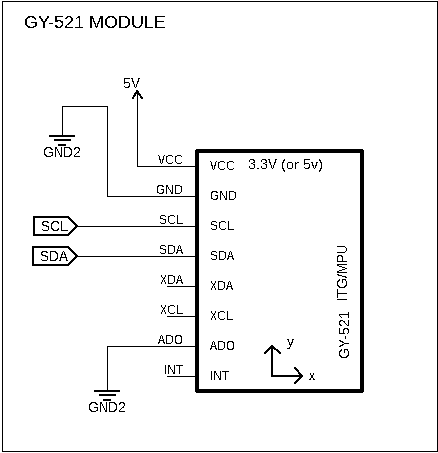 GY-521 MODULE
5V
GND2
VCC VCC 3.3V (or 5v)
GND GND
SCL SCL SCL
SDA SDA SDA
XDA XDA
XCL XCL
ADO ADO
INT INT
GY-521 ITG/MPU
y
x
GND2